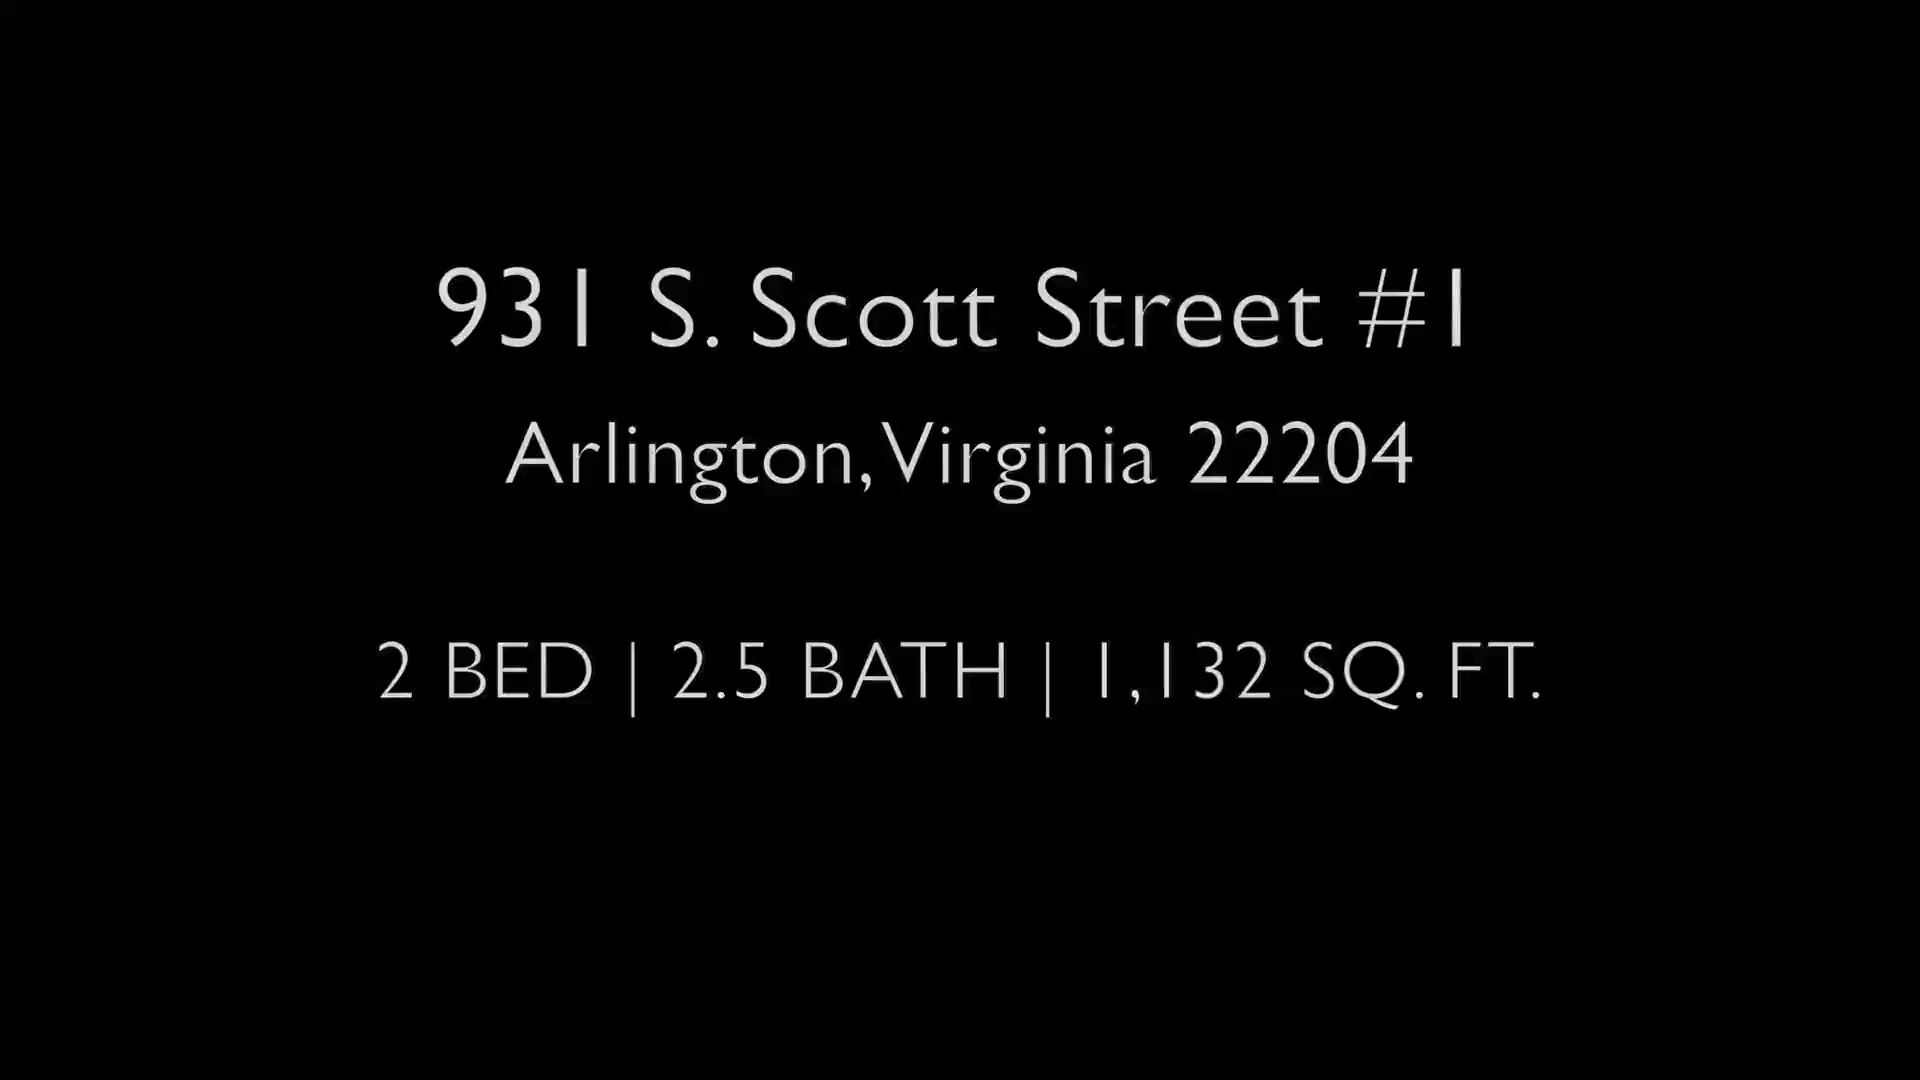 931 S. Scott Street #1
Arlington, Virginia 22204
2 BED | 2.5 BATH | 1,132 SQ. FT.